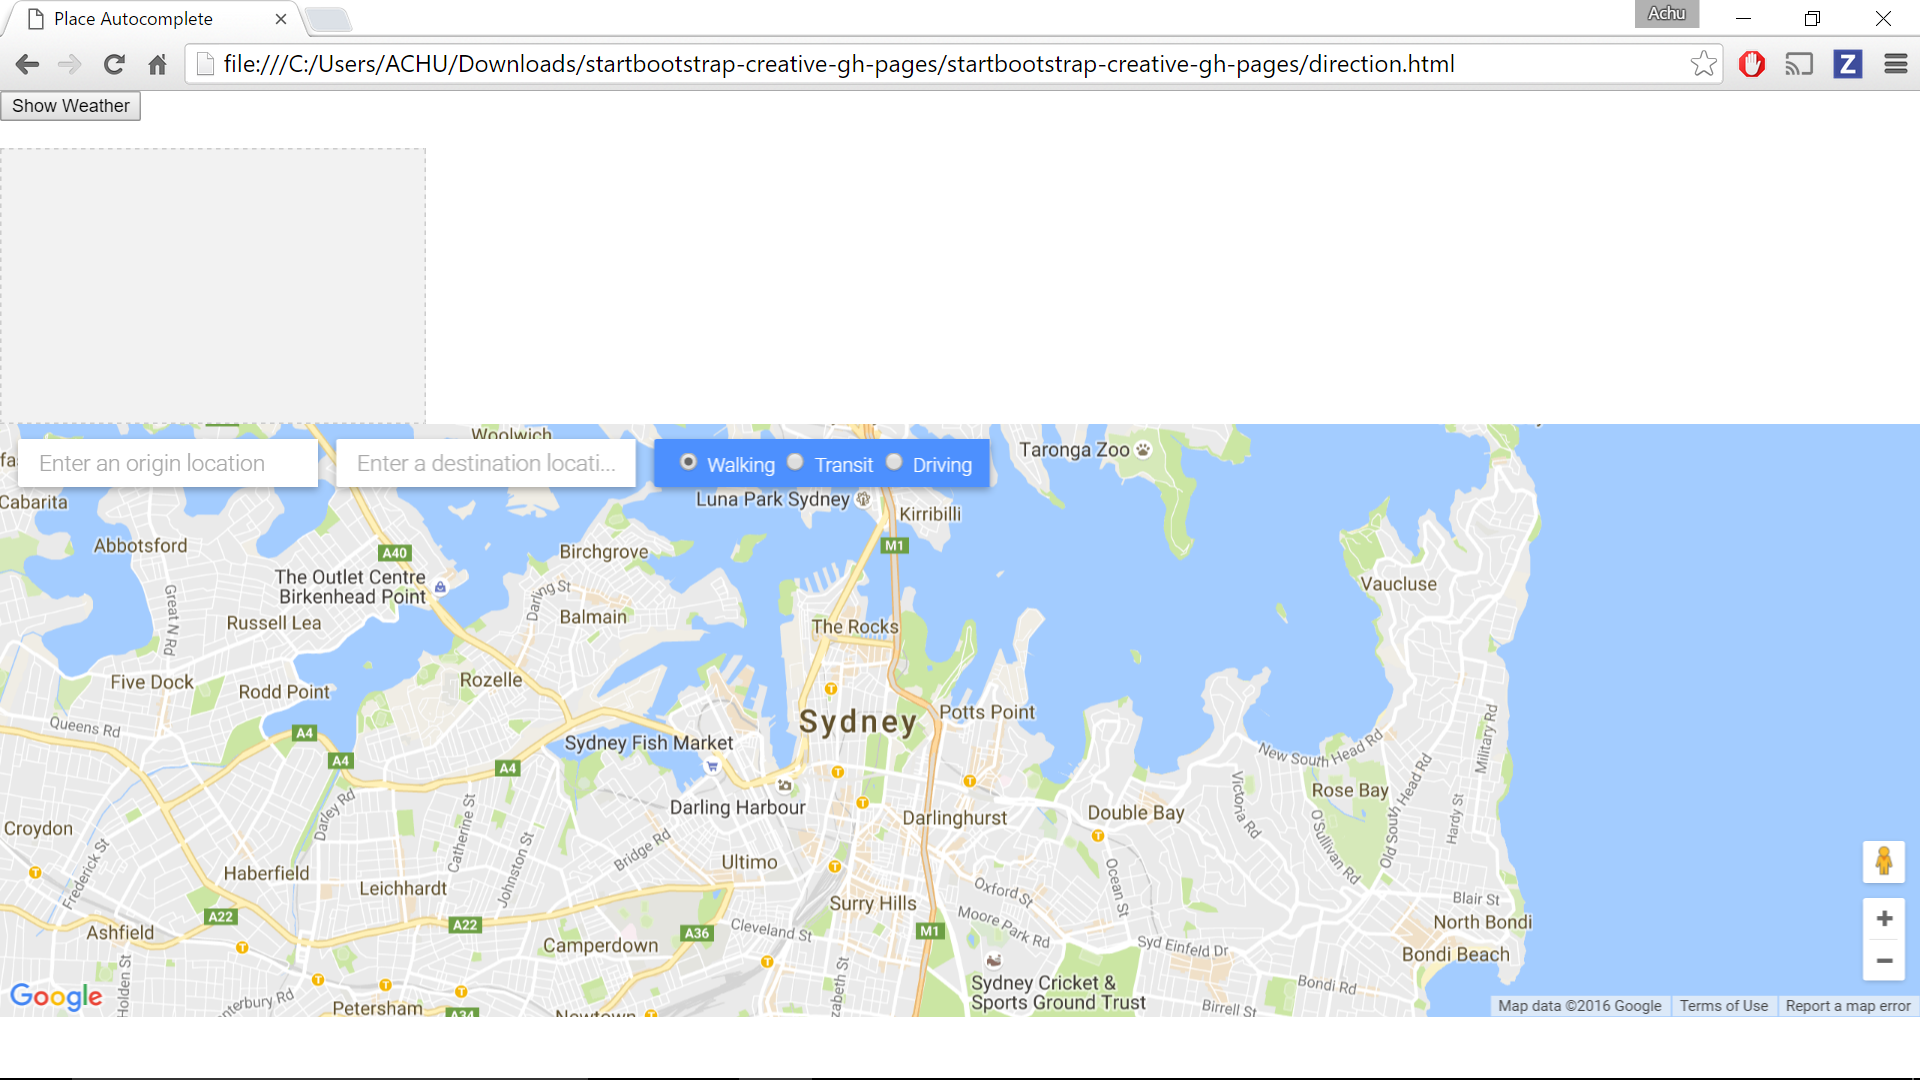 Place Autocomplete
Achu
file:///C:/Users/ACHU/Downloads/startbootstrap-creative-gh-pages/startbootstrap-creative-gh-pages/direction.html
Z
Show Weather
Woolwich
Enter an origin location
Enter a destination locati...
Walking
Transit
Driving
Taronga Zoo
Cabarita
Luna Park Sydney
Kirribilli
Abbotsford
A40
Birchgrove
M1
The Outlet Centre
Birkenhead Point
Great N Rd
Darling St
Balmain
Vaucluse
Russell Lea
The Rocks
Five Dock
Rodd Point
Rozelle
Queens Rd
A4
Sydney
Potts Point
Military Rd
Sydney Fish Market
A4
A4
New South Head Rd
Darling Harbour
Darlinghurst
Double Bay
Victoria Rd
Rose Bay
Old South Head Rd
Hardy St
O'Sullivan Rd
Croydon
Darley Rd
Catherine St
Johnston St
Bridge Rd
Ultimo
Frederick St
Haberfield
Leichhardt
Ocean St
Oxford St
Surry Hills
Blair St
A22
A22
Ashfield
Cleveland St
Moore Park Rd
M1
A36
Camperdown
Syd Einfeld Dr
North Bondi
Bondi Beach
Holden St
zabeth St
Sydney Cricket &
Sports Ground Trust
Bondi Rd
Google
nterbury Rd
Petersham
A34
Newtown
Birrell St
Map data ©2016 Google
Terms of Use
Report a map error